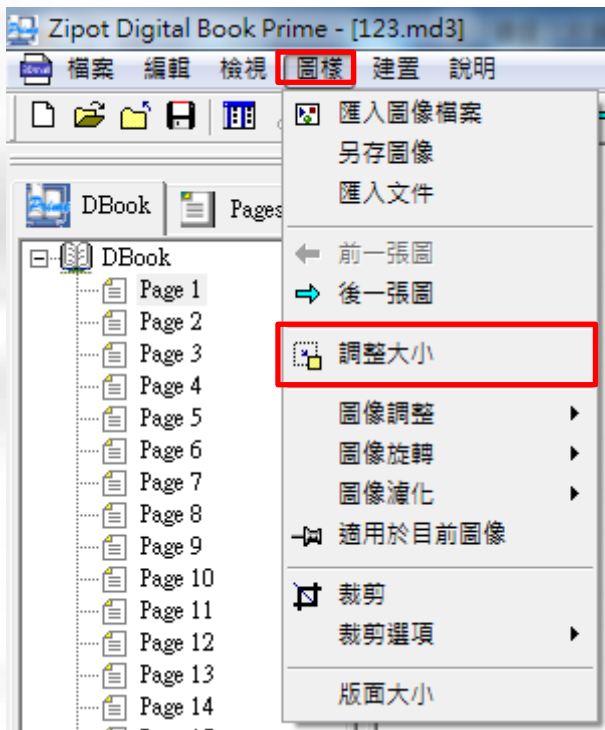 Zipot Digital Book Prime - [123.md3]
檔案 編輯 檢視 圖樣 建置 說明
匯入圖像檔案
另存圖像
匯入文件
前一張圖
後一張圖
調整大小
圖像調整
圖像旋轉
圖像濾化
適用於目前圖像
裁剪
裁剪選項
版面大小
DBook Pages
DBook
Page 1
Page 2
Page 3
Page 4
Page 5
Page 6
Page 7
Page 8
Page 9
Page 10
Page 11
Page 12
Page 13
Page 14